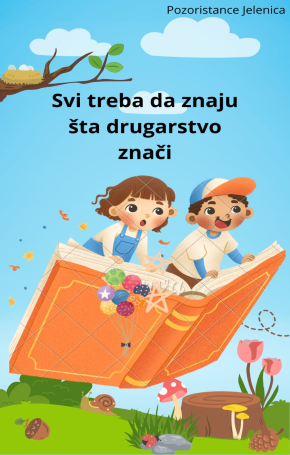 Pozoristance Jelenica
Svi treba da znaju
šta drugarstvo
znači